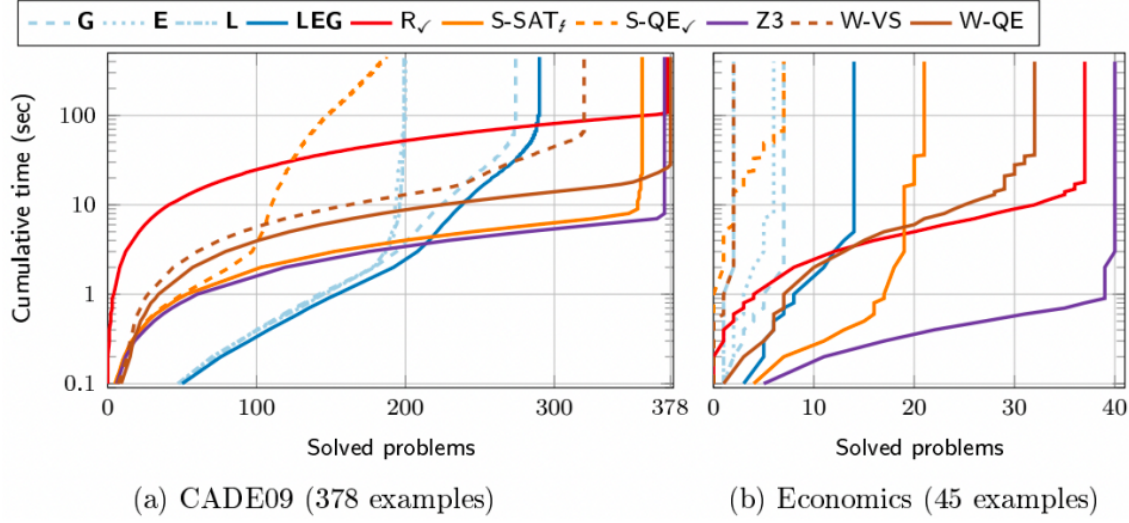 G E L LEG R✓ S-SAT⚡ S-QE✓ Z3 W-VS W-QE
Cumulative time (sec)
100
10
1
0.1
0 100 200 300 378
Solved problems
0 10 20 30 40
Solved problems
(a) CADE09 (378 examples)
(b) Economics (45 examples)